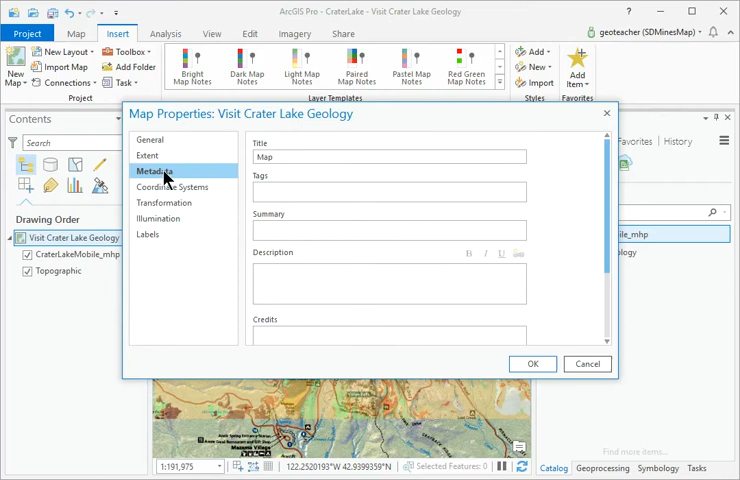 ArcGIS Pro - CraterLake - Visit Crater Lake Geology
Project Map Insert Analysis View Edit Imagery Share
geoteacher (SDMinesMap)
New Map
New Layout
Import Map
Connections
Toolbox
Add Folder
Task
Project
Bright Map Notes
Dark Map Notes
Light Map Notes
Paired Map Notes
Pastel Map Notes
Red Green Map Notes
Layer Templates
Add
New
Import
Styles
Add Item
Favorites
Contents
Search
Drawing Order
Visit Crater Lake Geology
CraterLakeMobile_mhp
Topographic
Map Properties: Visit Crater Lake Geology
General
Extent
Metadata
Coordinate Systems
Transformation
Illumination
Labels
Title
Map
Tags
Summary
Description
B I U
Credits
OK Cancel
Favorites | History
ile_mhp
ology
Mazama Village
Find more items...
1:191,975
122.2520193°W 42.9399359°N
Selected Features: 0
Catalog Geoprocessing Symbology Tasks